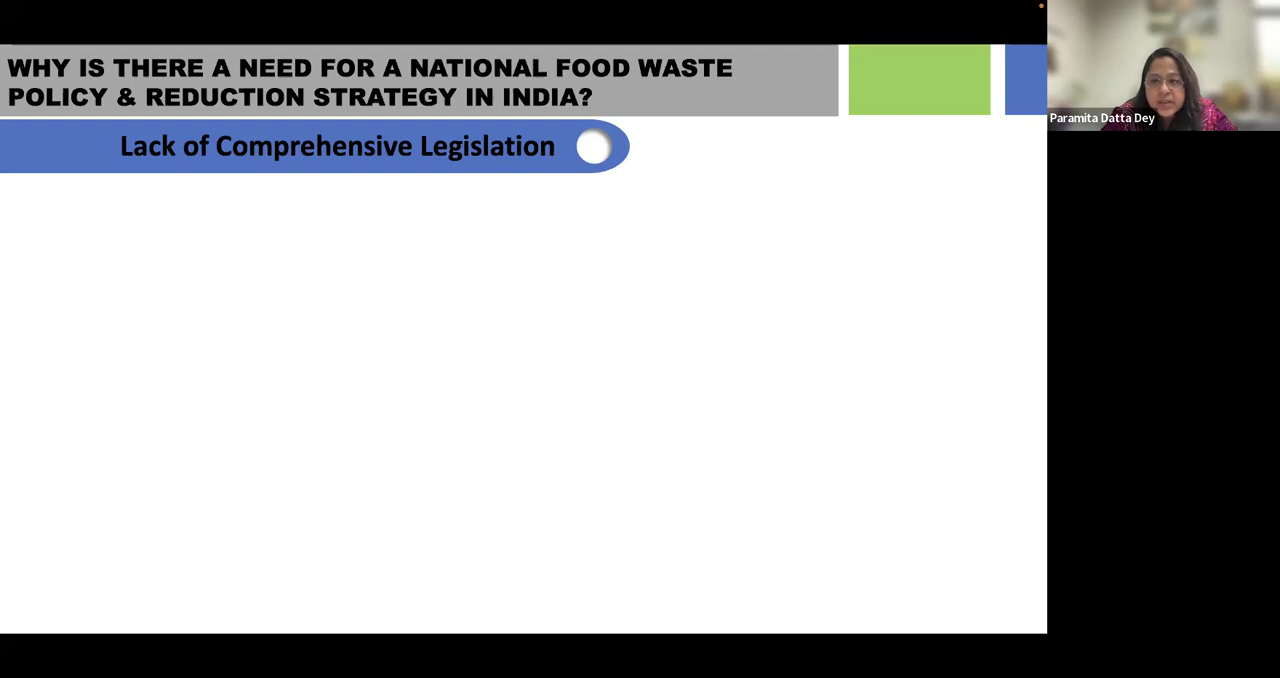 WHY IS THERE A NEED FOR A NATIONAL FOOD WASTE
POLICY & REDUCTION STRATEGY IN INDIA?
Lack of Comprehensive Legislation
Paramita Datta Dey